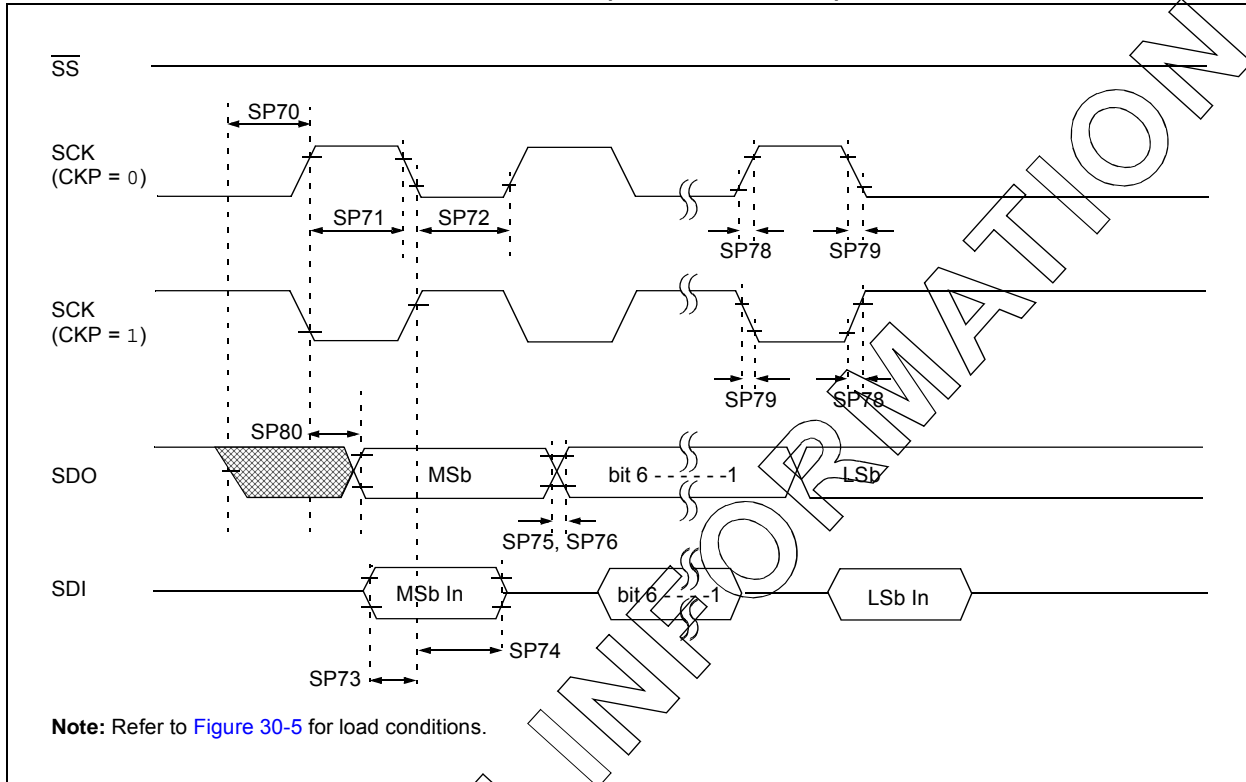 SS
SP70
SCK
(CKP = 0)
SP71 SP72
SP78 SP79
SCK
(CKP = 1)
SP79 SP78
SP80
SDO
MSb
bit 6 - - - - - -1
LSb
SP75, SP76
SDI
MSb In
bit 6 - - - - -1
LSb In
SP74
SP73
Note: Refer to Figure 30-5 for load conditions.
INFORMATION